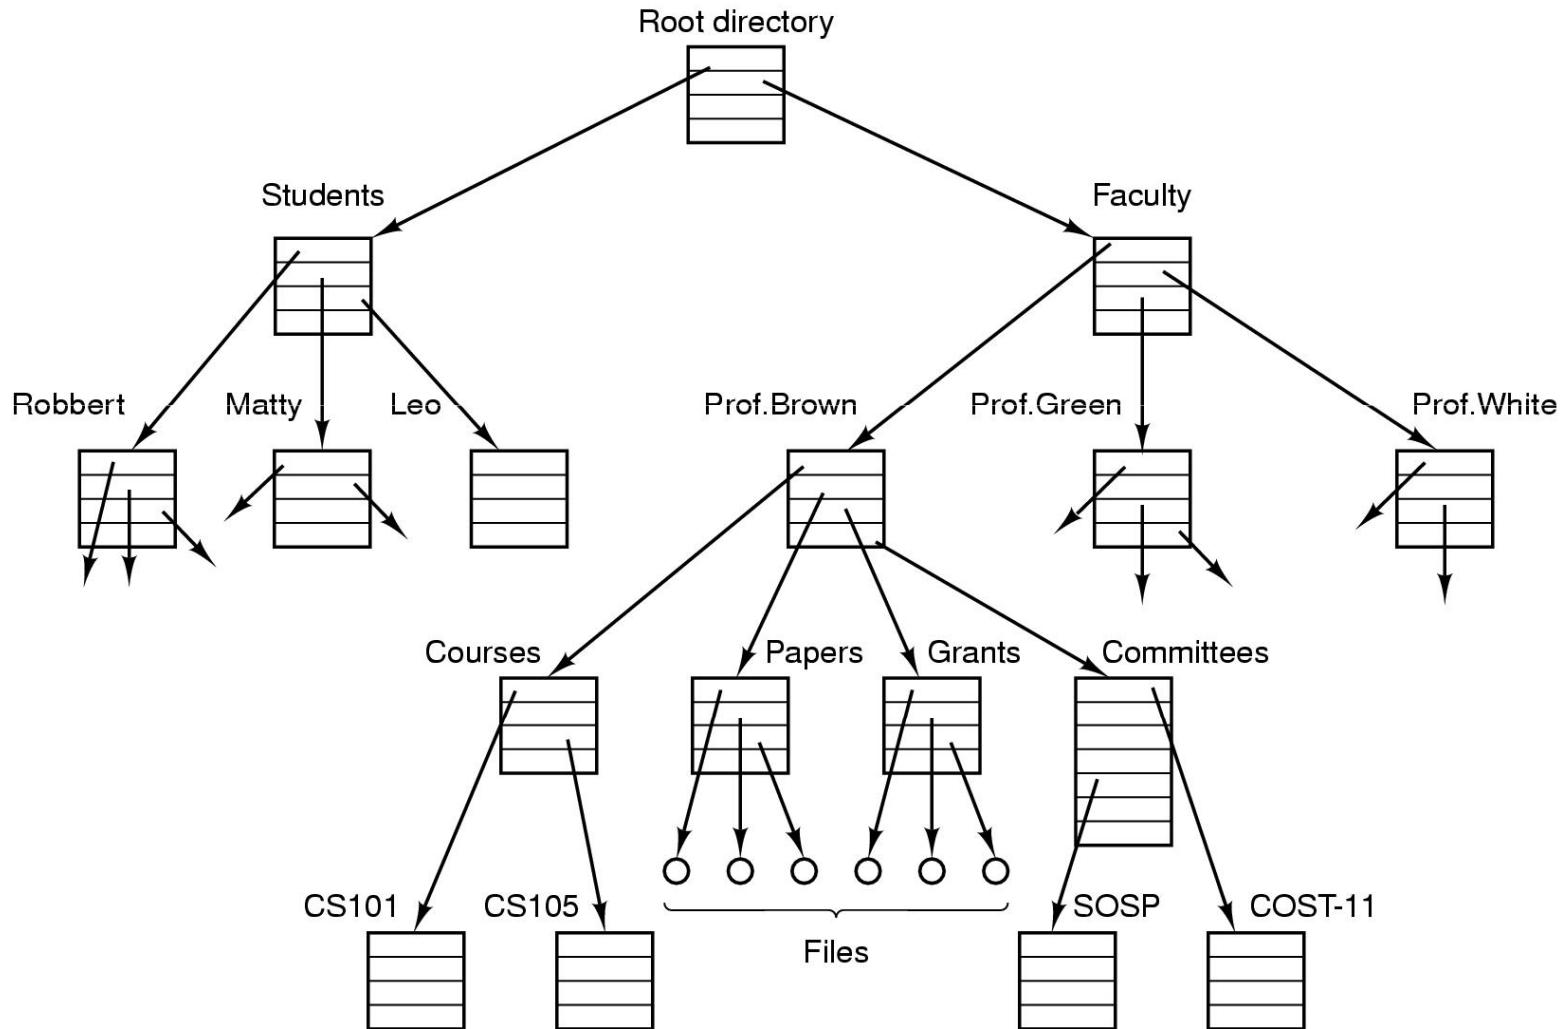 Root directory
Students
Faculty
Robbert
Matty
Leo
Prof.Brown
Prof.Green
Prof.White
Courses
Papers
Grants
Committees
CS101
CS105
SOSP
COST-11
Files